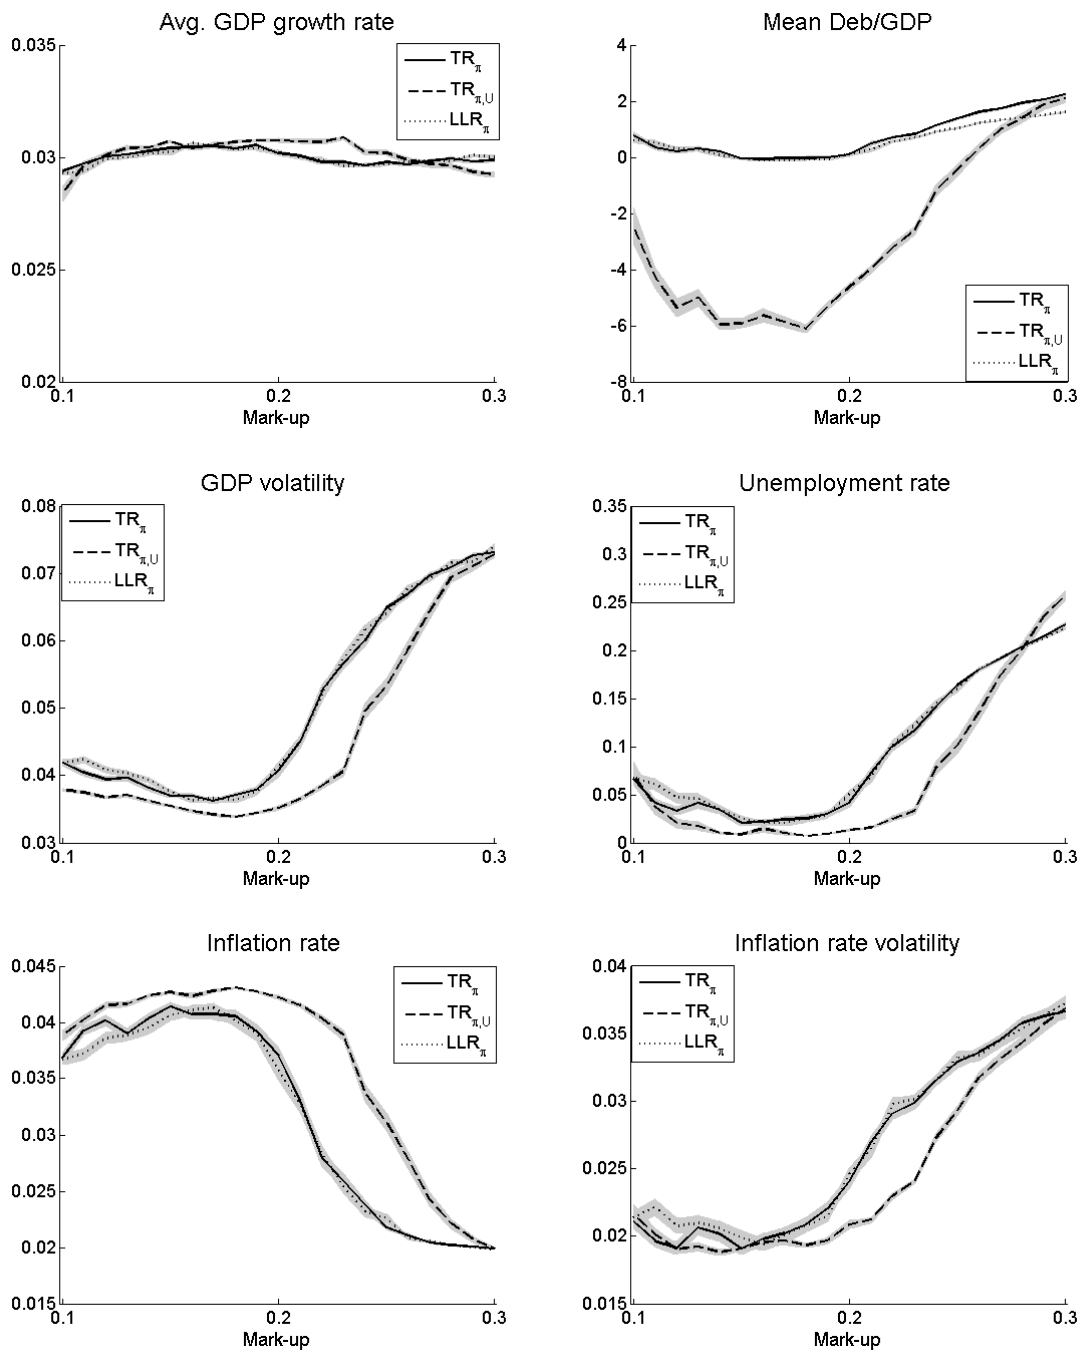 Avg. GDP growth rate
0.035
0.03
0.025
0.02
0.1
0.2
0.3
Mark-up
TRπ
TRπ,U
LLRπ
Mean Deb/GDP
4
2
0
-2
-4
-6
-8
0.1
0.2
0.3
Mark-up
TRπ
TRπ,U
LLRπ
GDP volatility
0.08
0.07
0.06
0.05
0.04
0.03
0.1
0.2
0.3
Mark-up
TRπ
TRπ,U
LLRπ
Unemployment rate
0.35
0.3
0.25
0.2
0.15
0.1
0.05
0
0.1
0.2
0.3
Mark-up
TRπ
TRπ,U
LLRπ
Inflation rate
0.045
0.04
0.035
0.03
0.025
0.02
0.015
0.1
0.2
0.3
Mark-up
TRπ
TRπ,U
LLRπ
Inflation rate volatility
0.04
0.035
0.03
0.025
0.02
0.015
0.1
0.2
0.3
Mark-up
TRπ
TRπ,U
LLRπ